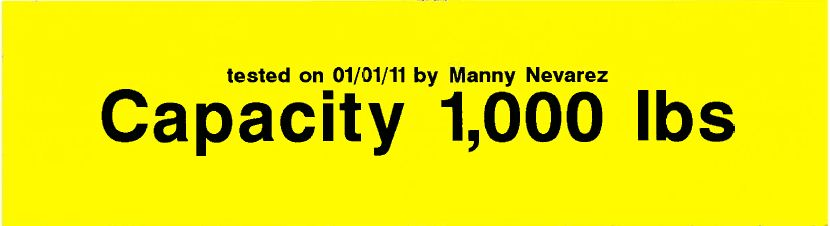 tested on 01/01/11 by Manny Nevarez
Capacity 1,000 lbs